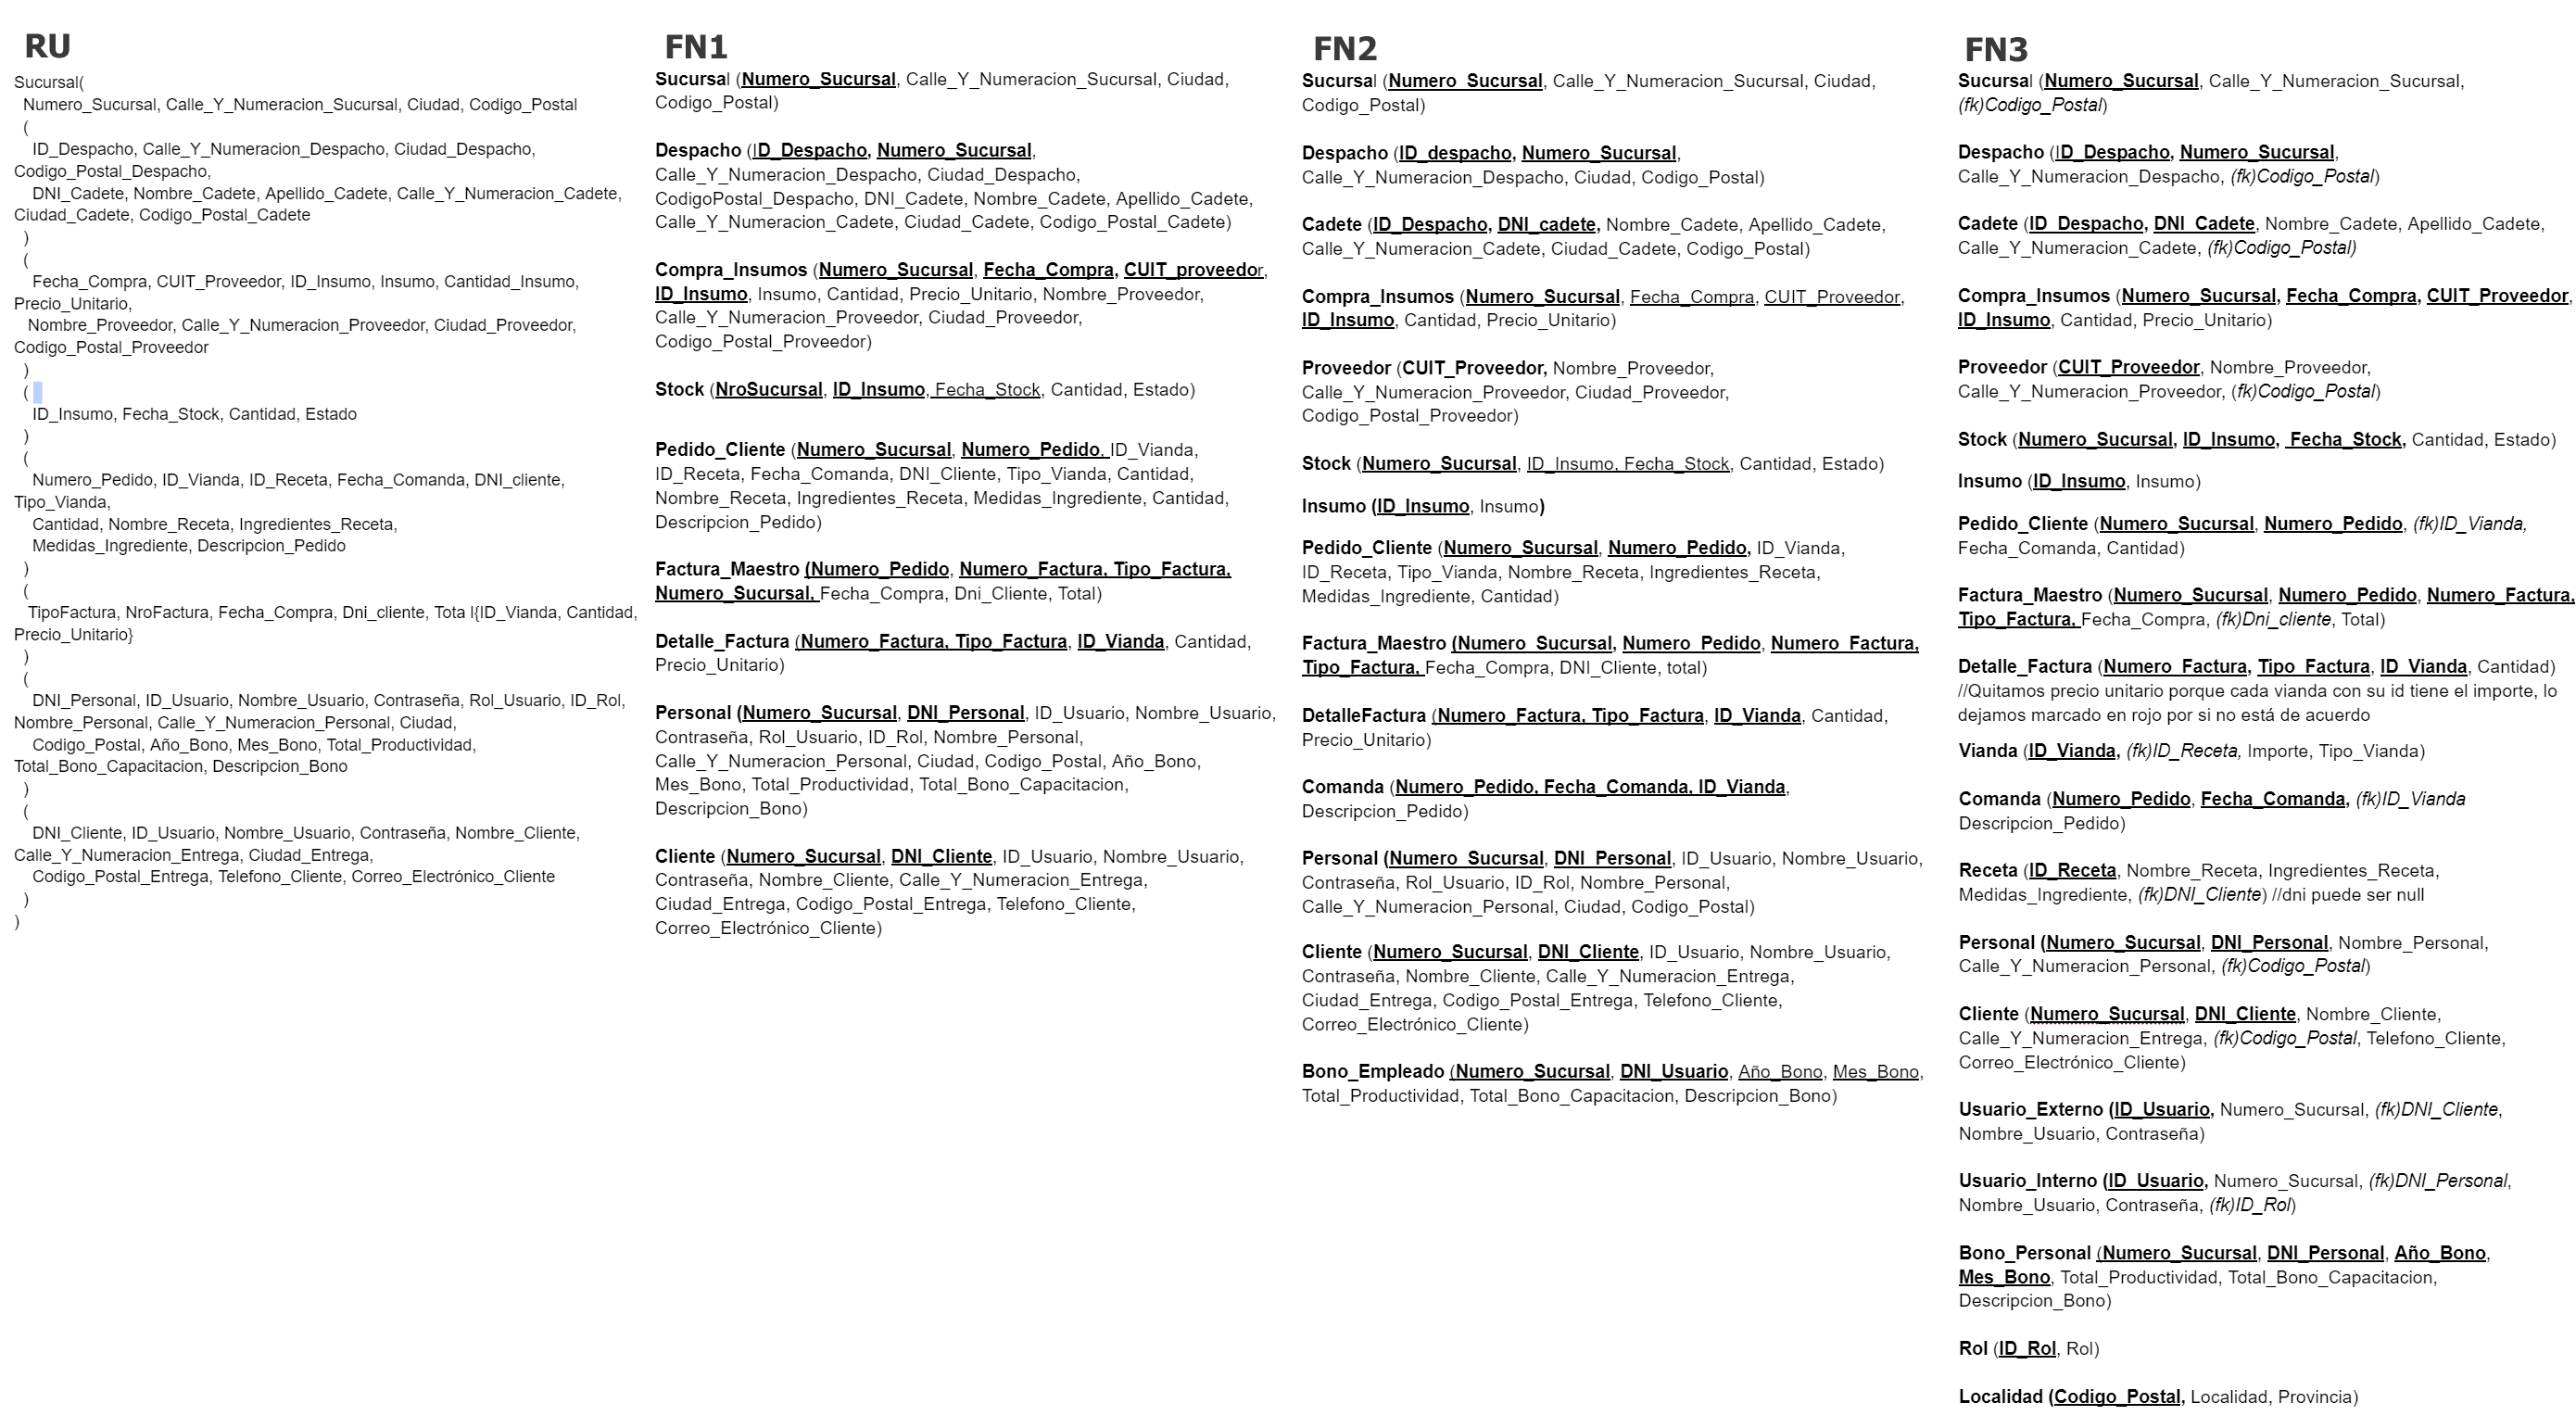 RU
Sucursal(
Numero_Sucursal, Calle_Y_Numeracion_Sucursal, Ciudad, Codigo_Postal
(
ID_Despacho, Calle_Y_Numeracion_Despacho, Ciudad_Despacho,
Codigo_Postal_Despacho,
DNI_Cadete, Nombre_Cadete, Apellido_Cadete, Calle_Y_Numeracion_Cadete,
Ciudad_Cadete, Codigo_Postal_Cadete
)
(
Fecha_Compra, CUIT_Proveedor, ID_Insumo, Insumo, Cantidad_Insumo,
Precio_Unitario,
Nombre_Proveedor, Calle_Y_Numeracion_Proveedor, Ciudad_Proveedor,
Codigo_Postal_Proveedor
)
(
ID_Insumo, Fecha_Stock, Cantidad, Estado
)
(
Numero_Pedido, ID_Vianda, ID_Receta, Fecha_Comanda, DNI_cliente,
Tipo_Vianda,
Cantidad, Nombre_Receta, Ingredientes_Receta,
Medidas_Ingrediente, Descripcion_Pedido
)
(
TipoFactura, NroFactura, Fecha_Compra, Dni_cliente, Tota l{ID_Vianda, Cantidad,
Precio_Unitario}
)
(
DNI_Personal, ID_Usuario, Nombre_Usuario, Contraseña, Rol_Usuario, ID_Rol,
Nombre_Personal, Calle_Y_Numeracion_Personal, Ciudad,
Codigo_Postal, Año_Bono, Mes_Bono, Total_Productividad,
Total_Bono_Capacitacion, Descripcion_Bono
)
(
DNI_Cliente, ID_Usuario, Nombre_Usuario, Contraseña, Nombre_Cliente,
Calle_Y_Numeracion_Entrega, Ciudad_Entrega,
Codigo_Postal_Entrega, Telefono_Cliente, Correo_Electrónico_Cliente
)
)
FN1
Sucursal (Numero_Sucursal, Calle_Y_Numeracion_Sucursal, Ciudad,
Codigo_Postal)
Despacho (ID_Despacho, Numero_Sucursal,
Calle_Y_Numeracion_Despacho, Ciudad_Despacho,
CodigoPostal_Despacho, DNI_Cadete, Nombre_Cadete, Apellido_Cadete,
Calle_Y_Numeracion_Cadete, Ciudad_Cadete, Codigo_Postal_Cadete)
Compra_Insumos (Numero_Sucursal, Fecha_Compra, CUIT_proveedor,
ID_Insumo, Insumo, Cantidad, Precio_Unitario, Nombre_Proveedor,
Calle_Y_Numeracion_Proveedor, Ciudad_Proveedor,
Codigo_Postal_Proveedor)
Stock (NroSucursal, ID_Insumo, Fecha_Stock, Cantidad, Estado)
Pedido_Cliente (Numero_Sucursal, Numero_Pedido, ID_Vianda,
ID_Receta, Fecha_Comanda, DNI_Cliente, Tipo_Vianda, Cantidad,
Nombre_Receta, Ingredientes_Receta, Medidas_Ingrediente, Cantidad,
Descripcion_Pedido)
Factura_Maestro (Numero_Pedido, Numero_Factura, Tipo_Factura,
Numero_Sucursal, Fecha_Compra, Dni_Cliente, Total)
Detalle_Factura (Numero_Factura, Tipo_Factura, ID_Vianda, Cantidad,
Precio_Unitario)
Personal (Numero_Sucursal, DNI_Personal, ID_Usuario, Nombre_Usuario,
Contraseña, Rol_Usuario, ID_Rol, Nombre_Personal,
Calle_Y_Numeracion_Personal, Ciudad, Codigo_Postal, Año_Bono,
Mes_Bono, Total_Productividad, Total_Bono_Capacitacion,
Descripcion_Bono)
Cliente (Numero_Sucursal, DNI_Cliente, ID_Usuario, Nombre_Usuario,
Contraseña, Nombre_Cliente, Calle_Y_Numeracion_Entrega,
Ciudad_Entrega, Codigo_Postal_Entrega, Telefono_Cliente,
Correo_Electrónico_Cliente)
FN2
Sucursal (Numero_Sucursal, Calle_Y_Numeracion_Sucursal, Ciudad,
Codigo_Postal)
Despacho (ID_despacho, Numero_Sucursal,
Calle_Y_Numeracion_Despacho, Ciudad, Codigo_Postal)
Cadete (ID_Despacho, DNI_cadete, Nombre_Cadete, Apellido_Cadete,
Calle_Y_Numeracion_Cadete, Ciudad_Cadete, Codigo_Postal)
Compra_Insumos (Numero_Sucursal, Fecha_Compra, CUIT_Proveedor,
ID_Insumo, Cantidad, Precio_Unitario)
Proveedor (CUIT_Proveedor, Nombre_Proveedor,
Calle_Y_Numeracion_Proveedor, Ciudad_Proveedor,
Codigo_Postal_Proveedor)
Stock (Numero_Sucursal, ID_Insumo, Fecha_Stock, Cantidad, Estado)
Insumo (ID_Insumo, Insumo)
Pedido_Cliente (Numero_Sucursal, Numero_Pedido, ID_Vianda,
ID_Receta, Tipo_Vianda, Nombre_Receta, Ingredientes_Receta,
Medidas_Ingrediente, Cantidad)
Factura_Maestro (Numero_Sucursal, Numero_Pedido, Numero_Factura,
Tipo_Factura, Fecha_Compra, DNI_Cliente, total)
DetalleFactura (Numero_Factura, Tipo_Factura, ID_Vianda, Cantidad,
Precio_Unitario)
Comanda (Numero_Pedido, Fecha_Comanda, ID_Vianda,
Descripcion_Pedido)
Personal (Numero_Sucursal, DNI_Personal, ID_Usuario, Nombre_Usuario,
Contraseña, Rol_Usuario, ID_Rol, Nombre_Personal,
Calle_Y_Numeracion_Personal, Ciudad, Codigo_Postal)
Cliente (Numero_Sucursal, DNI_Cliente, ID_Usuario, Nombre_Usuario,
Contraseña, Nombre_Cliente, Calle_Y_Numeracion_Entrega,
Ciudad_Entrega, Codigo_Postal_Entrega, Telefono_Cliente,
Correo_Electrónico_Cliente)
Bono_Empleado (Numero_Sucursal, DNI_Usuario, Año_Bono, Mes_Bono,
Total_Productividad, Total_Bono_Capacitacion, Descripcion_Bono)
FN3
Sucursal (Numero_Sucursal, Calle_Y_Numeracion_Sucursal,
(fk)Codigo_Postal)
Despacho (ID_Despacho, Numero_Sucursal,
Calle_Y_Numeracion_Despacho, (fk)Codigo_Postal)
Cadete (ID_Despacho, DNI_Cadete, Nombre_Cadete, Apellido_Cadete,
Calle_Y_Numeracion_Cadete, (fk)Codigo_Postal)
Compra_Insumos (Numero_Sucursal, Fecha_Compra, CUIT_Proveedor,
ID_Insumo, Cantidad, Precio_Unitario)
Proveedor (CUIT_Proveedor, Nombre_Proveedor,
Calle_Y_Numeracion_Proveedor, (fk)Codigo_Postal)
Stock (Numero_Sucursal, ID_Insumo, Fecha_Stock, Cantidad, Estado)
Insumo (ID_Insumo, Insumo)
Pedido_Cliente (Numero_Sucursal, Numero_Pedido, (fk)ID_Vianda,
Fecha_Comanda, Cantidad)
Factura_Maestro (Numero_Sucursal, Numero_Pedido, Numero_Factura,
Tipo_Factura, Fecha_Compra, (fk)Dni_cliente, Total)
Detalle_Factura (Numero_Factura, Tipo_Factura, ID_Vianda, Cantidad)
//Quitamos precio unitario porque cada vianda con su id tiene el importe, lo
dejamos marcado en rojo por si no está de acuerdo
Vianda (ID_Vianda, (fk)ID_Receta, Importe, Tipo_Vianda)
Comanda (Numero_Pedido, Fecha_Comanda, (fk)ID_Vianda
Descripcion_Pedido)
Receta (ID_Receta, Nombre_Receta, Ingredientes_Receta,
Medidas_Ingrediente, (fk)DNI_Cliente) //dni puede ser null
Personal (Numero_Sucursal, DNI_Personal, Nombre_Personal,
Calle_Y_Numeracion_Personal, (fk)Codigo_Postal)
Cliente (Numero_Sucursal, DNI_Cliente, Nombre_Cliente,
Calle_Y_Numeracion_Entrega, (fk)Codigo_Postal, Telefono_Cliente,
Correo_Electrónico_Cliente)
Usuario_Externo (ID_Usuario, Numero_Sucursal, (fk)DNI_Cliente,
Nombre_Usuario, Contraseña)
Usuario_Interno (ID_Usuario, Numero_Sucursal, (fk)DNI_Personal,
Nombre_Usuario, Contraseña, (fk)ID_Rol)
Bono_Personal (Numero_Sucursal, DNI_Personal, Año_Bono,
Mes_Bono, Total_Productividad, Total_Bono_Capacitacion,
Descripcion_Bono)
Rol (ID_Rol, Rol)
Localidad (Codigo_Postal, Localidad, Provincia)